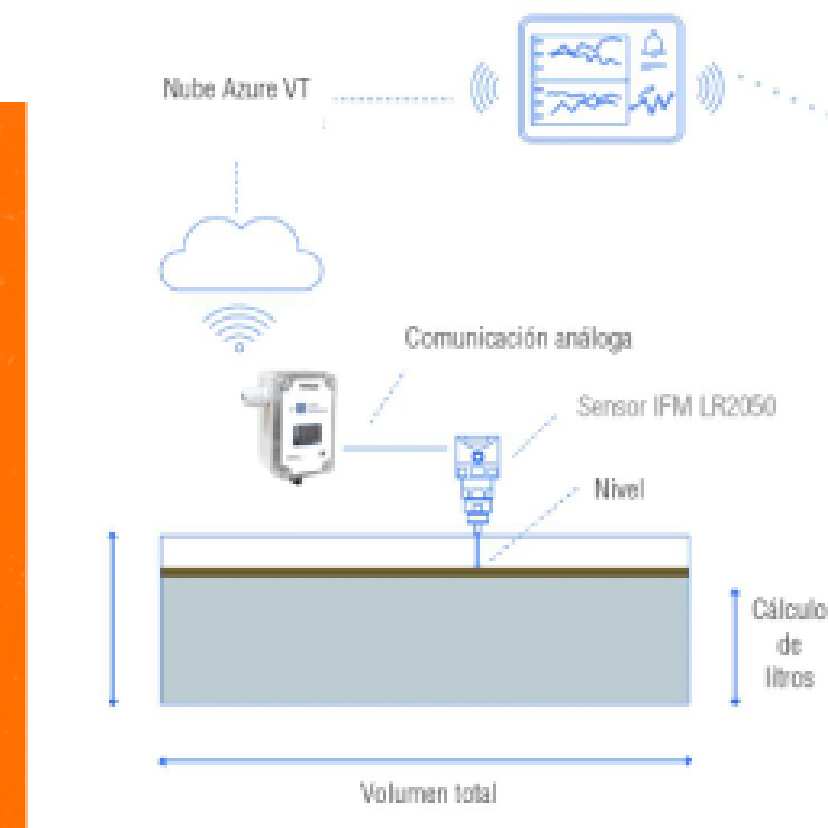 Nube Azure VT
Comunicación análoga
Sensor IFM LR2050
Nivel
Cálculo
de
litros
Volumen total